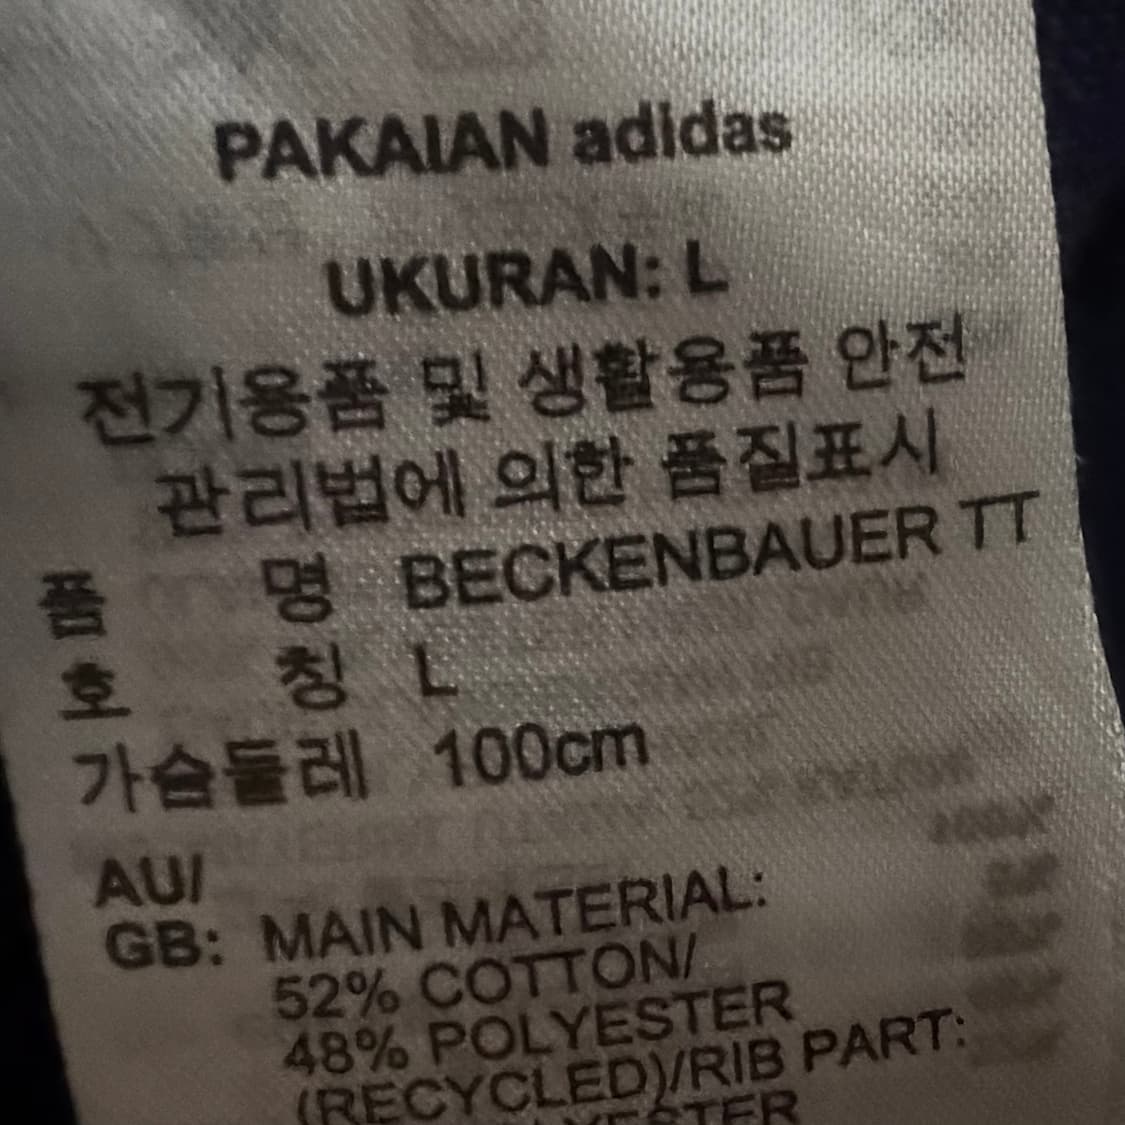 PAKAIAN adidas
UKURAN: L
전기용품 및 생활용품 안전
관리법에 의한 품질표시
품 명 BECKENBAUER TT
호 칭 L
가슴둘레 100cm
AU/
GB: MAIN MATERIAL:
52% COTTON/
48% POLYESTER
(RECYCLED)/RIB PART: